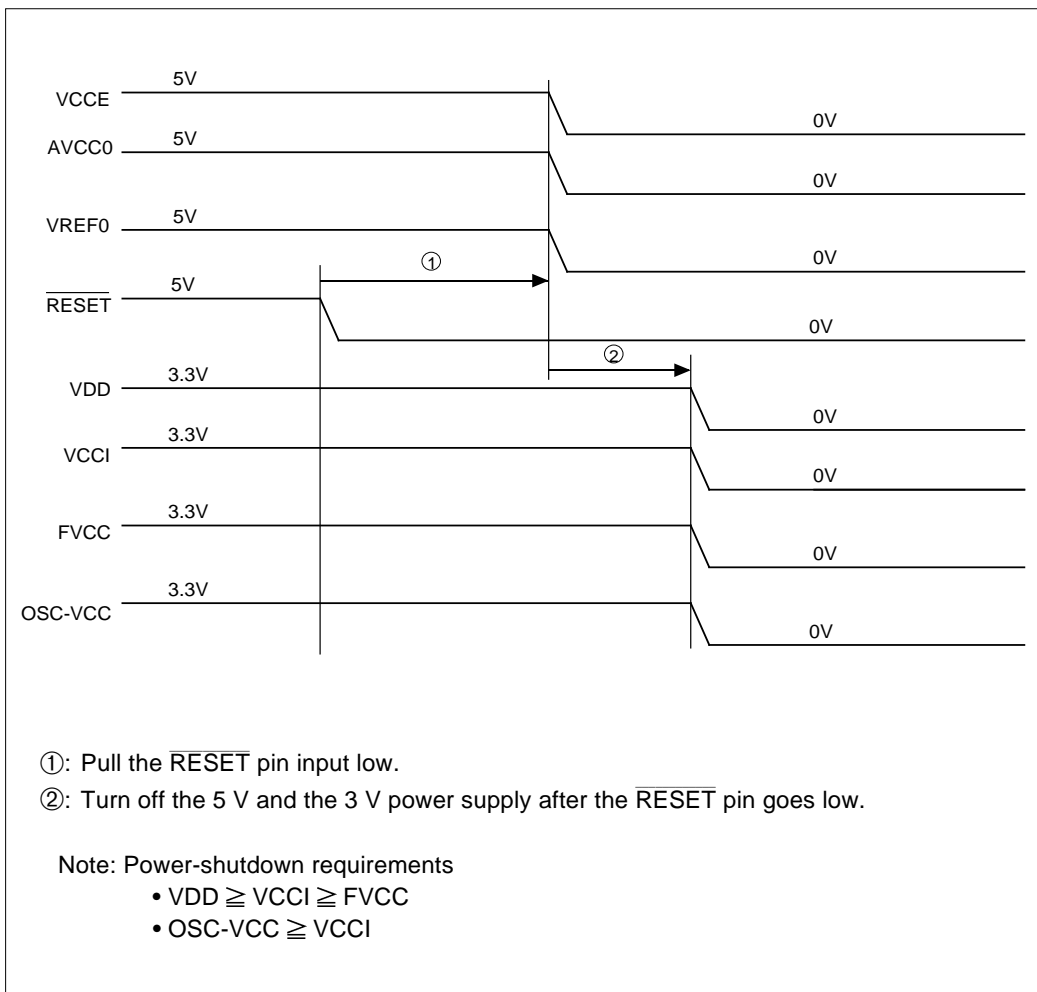 5V
VCCE
0V
5V
AVCC0
0V
5V
VREF0
0V
①
5V
RESET
0V
②
3.3V
VDD
0V
3.3V
VCCI
0V
3.3V
FVCC
0V
3.3V
OSC-VCC
0V
①: Pull the RESET pin input low.
②: Turn off the 5 V and the 3 V power supply after the RESET pin goes low.
Note: Power-shutdown requirements
• VDD ≧ VCCI ≧ FVCC
• OSC-VCC ≧ VCCI